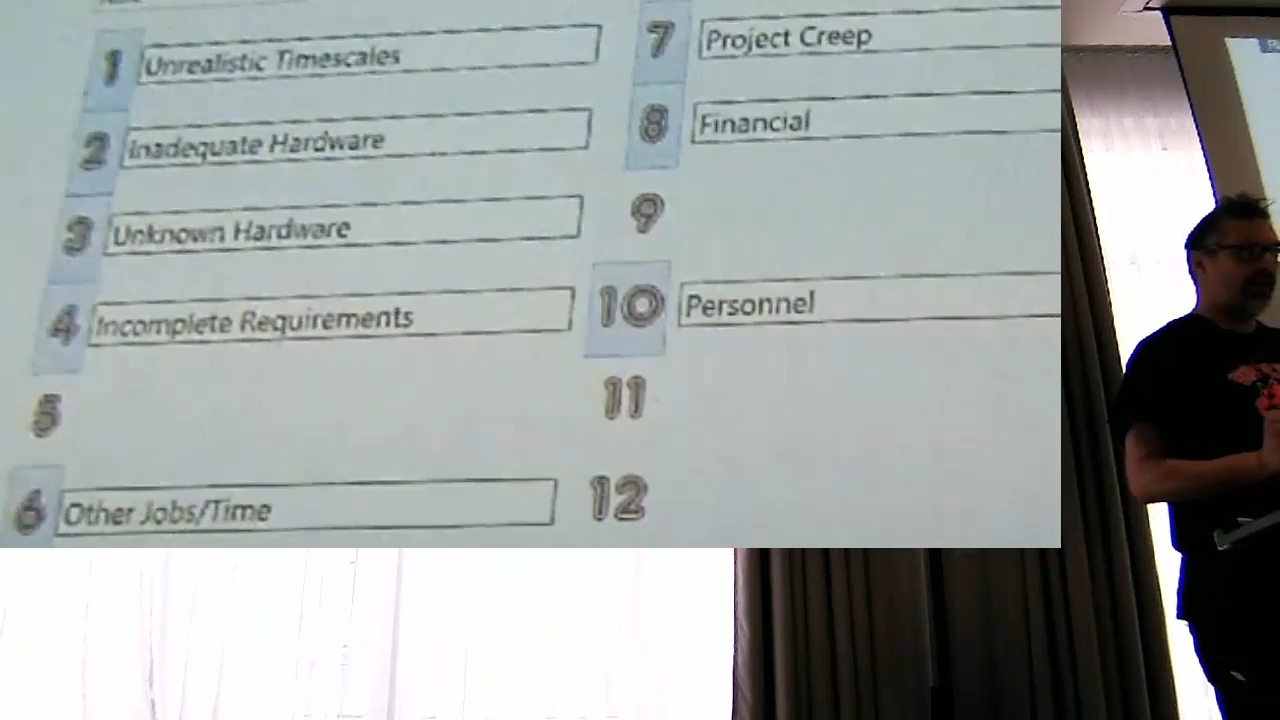 1 Unrealistic Timescales
2 Inadequate Hardware
3 Unknown Hardware
4 Incomplete Requirements
5
6 Other Jobs/Time
7 Project Creep
8 Financial
9
10 Personnel
11
12